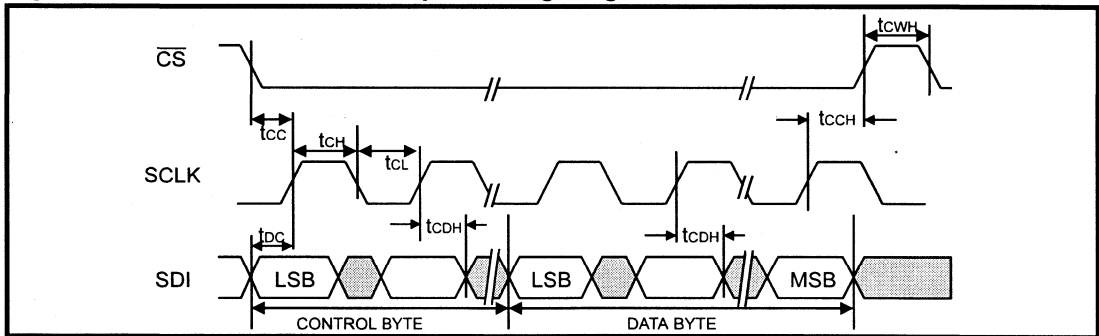 tCWH
CS
tCC
tCH
tCCH
tCL
SCLK
tCDH
tCDH
tDC
SDI
LSB
LSB
MSB
CONTROL BYTE
DATA BYTE